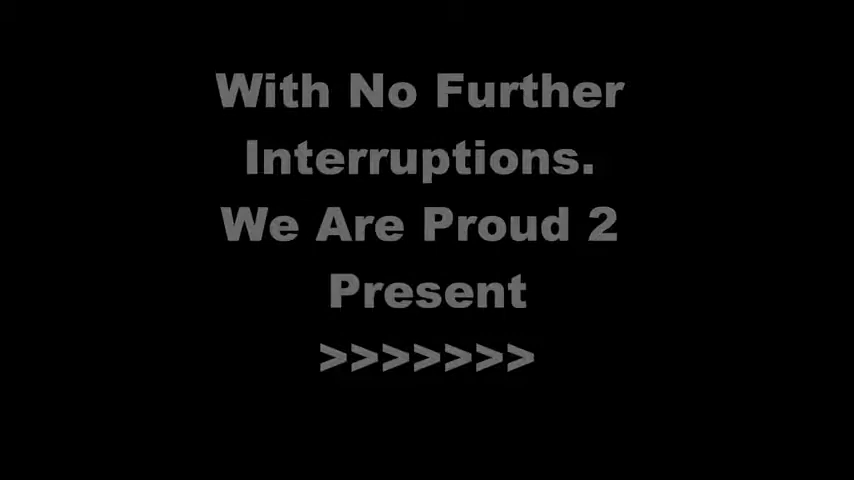 With No Further
Interruptions.
We Are Proud 2
Present
>>>>>>>